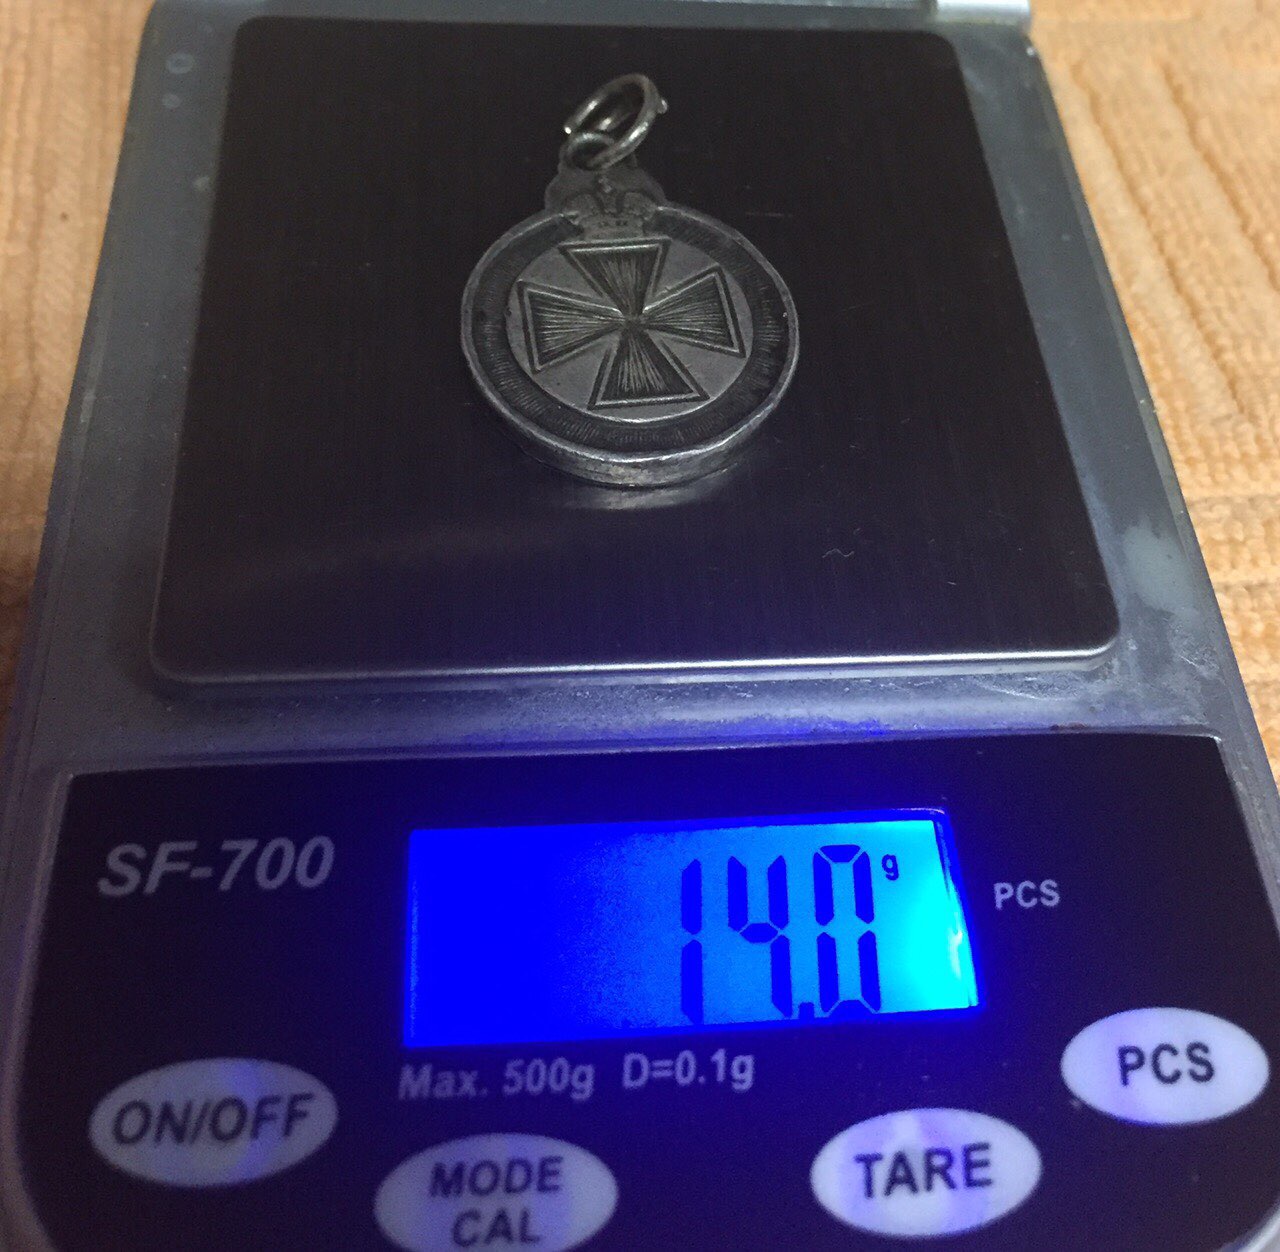 SF-700
14.0 g
PCS
Max. 500g D=0.1g
ON/OFF
MODE
CAL
TARE
PCS